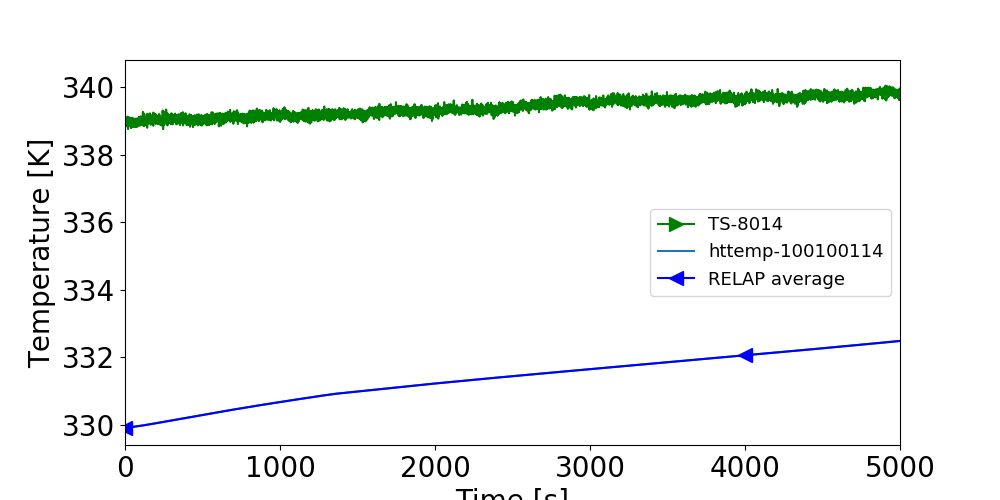 Temperature [K]
340
338
336
334
332
330
TS-8014
httemp-100100114
RELAP average
0 1000 2000 3000 4000 5000
Time [s]